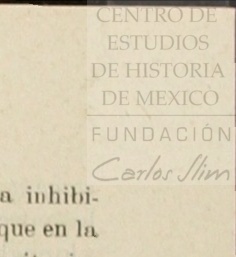 CENTRO DE
ESTUDIOS
DE HISTORIA
DE MEXICO
FUNDACIÓN
Carlos Slim
a inhibi-
que en la